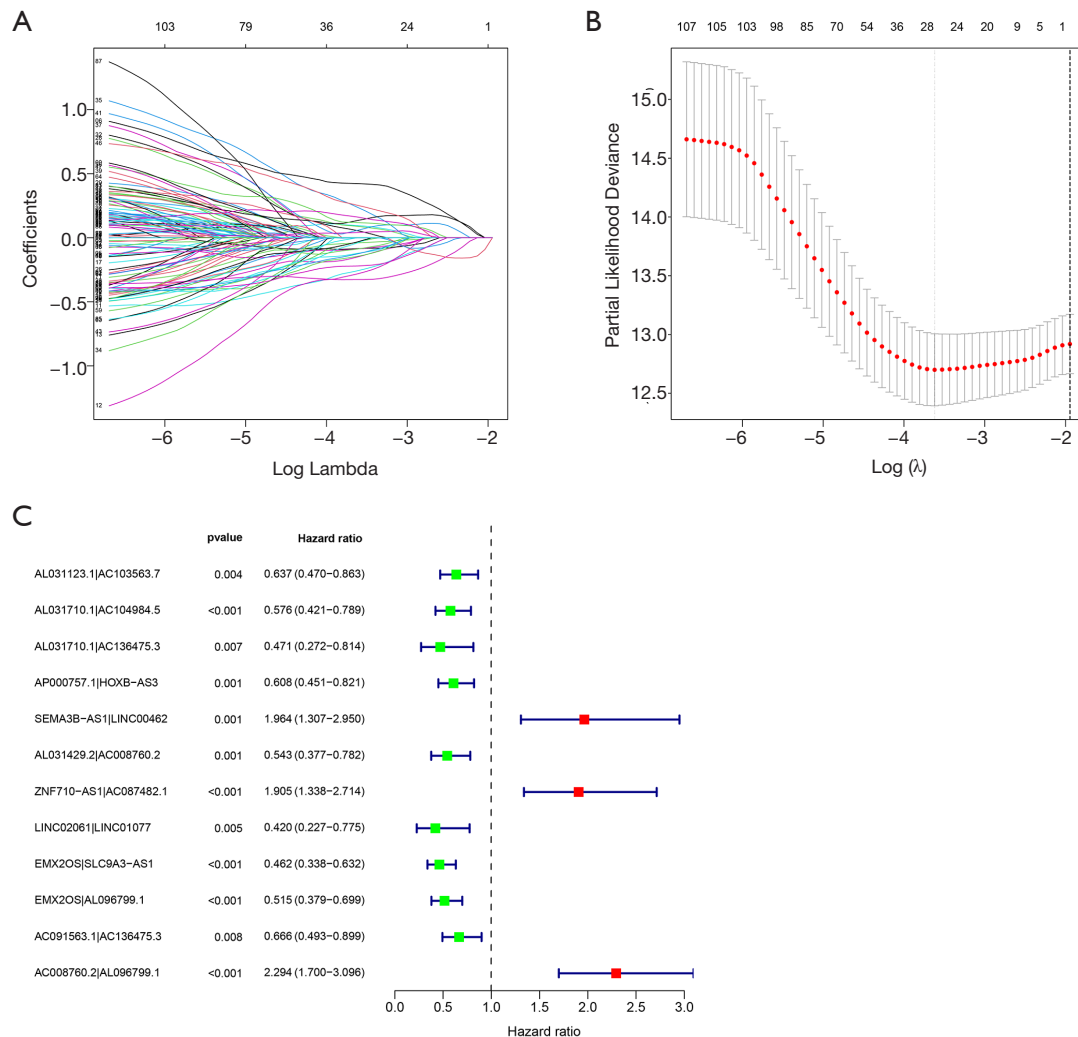 A
103 79 36 24 1
87
35
41
37
32
46
34
12
1.0
0.5
0.0
−0.5
−1.0
Coefficients
−6 −5 −4 −3 −2
Log Lambda
B
107 105 103 98 85 70 54 36 28 24 20 9 5 1
15.0
14.5
14.0
13.5
13.0
12.5
Partial Likelihood Deviance
−6 −5 −4 −3 −2
Log (λ)
C
pvalue Hazard ratio
AL031123.1|AC103563.7 0.004 0.637 (0.470−0.863)
AL031710.1|AC104984.5 <0.001 0.576 (0.421−0.789)
AL031710.1|AC136475.3 0.007 0.471 (0.272−0.814)
AP000757.1|HOXB−AS3 0.001 0.608 (0.451−0.821)
SEMA3B−AS1|LINC00462 0.001 1.964 (1.307−2.950)
AL031429.2|AC008760.2 0.001 0.543 (0.377−0.782)
ZNF710−AS1|AC087482.1 <0.001 1.905 (1.338−2.714)
LINC02061|LINC01077 0.005 0.420 (0.227−0.775)
EMX2OS|SLC9A3−AS1 <0.001 0.462 (0.338−0.632)
EMX2OS|AL096799.1 <0.001 0.515 (0.379−0.699)
AC091563.1|AC136475.3 0.008 0.666 (0.493−0.899)
AC008760.2|AL096799.1 <0.001 2.294 (1.700−3.096)
0.0 0.5 1.0 1.5 2.0 2.5 3.0
Hazard ratio